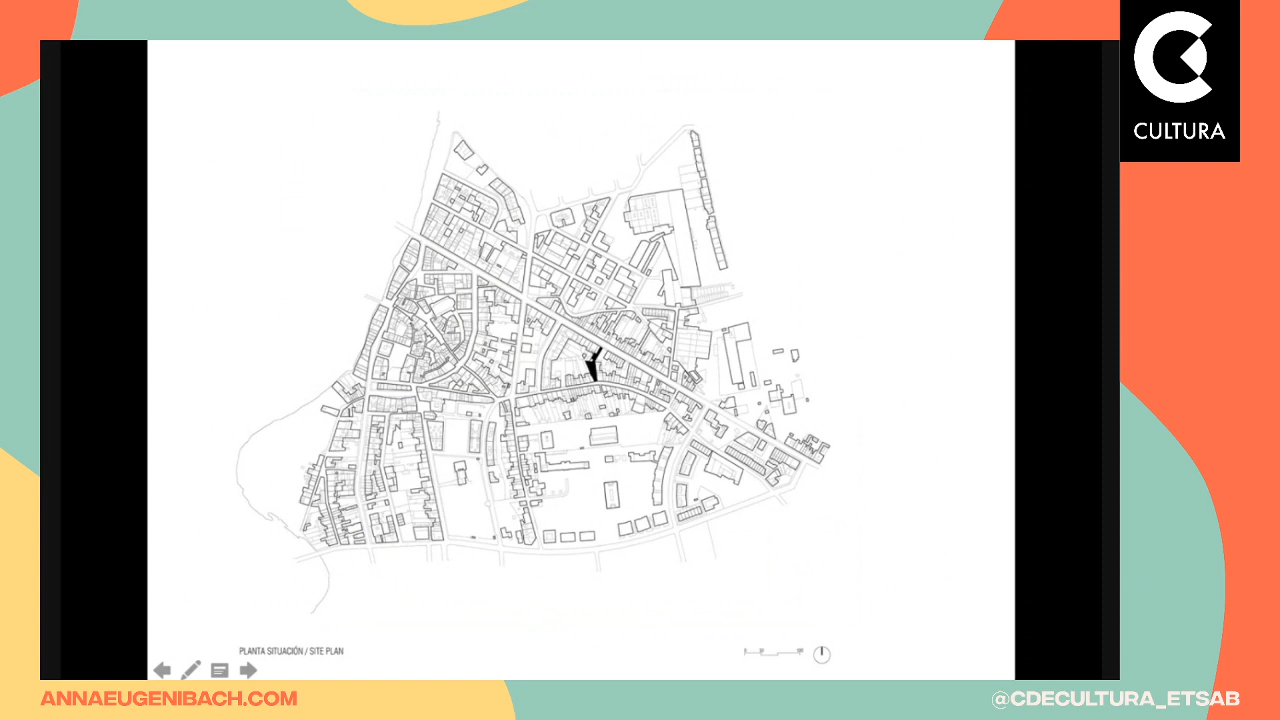 CULTURA
PLANTA SITUACIÓN / SITE PLAN
ANNAEUGENIBACH.COM
@CDECULTURA_ETSAB